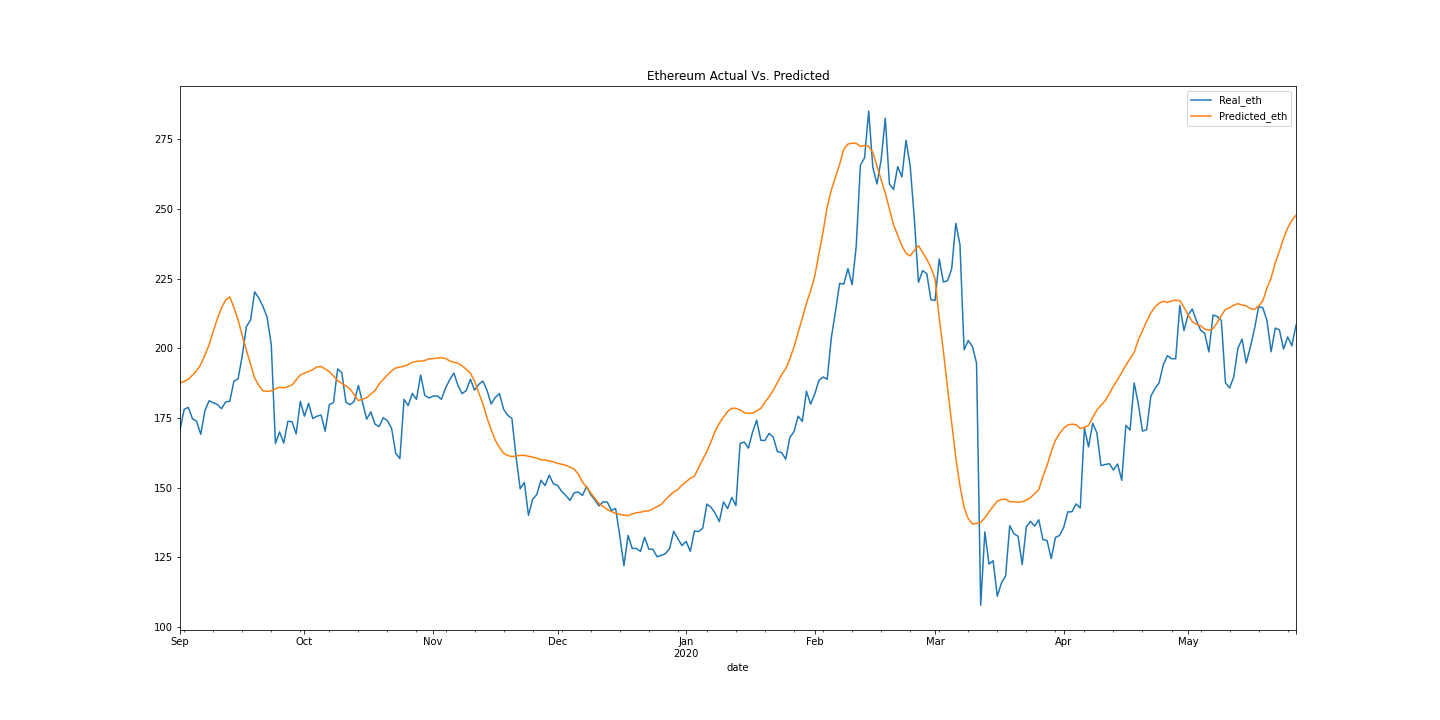 Ethereum Actual Vs. Predicted
Real_eth
Predicted_eth
275
250
225
200
175
150
125
100
Sep Oct Nov Dec Jan Feb Mar Apr May
2020
date